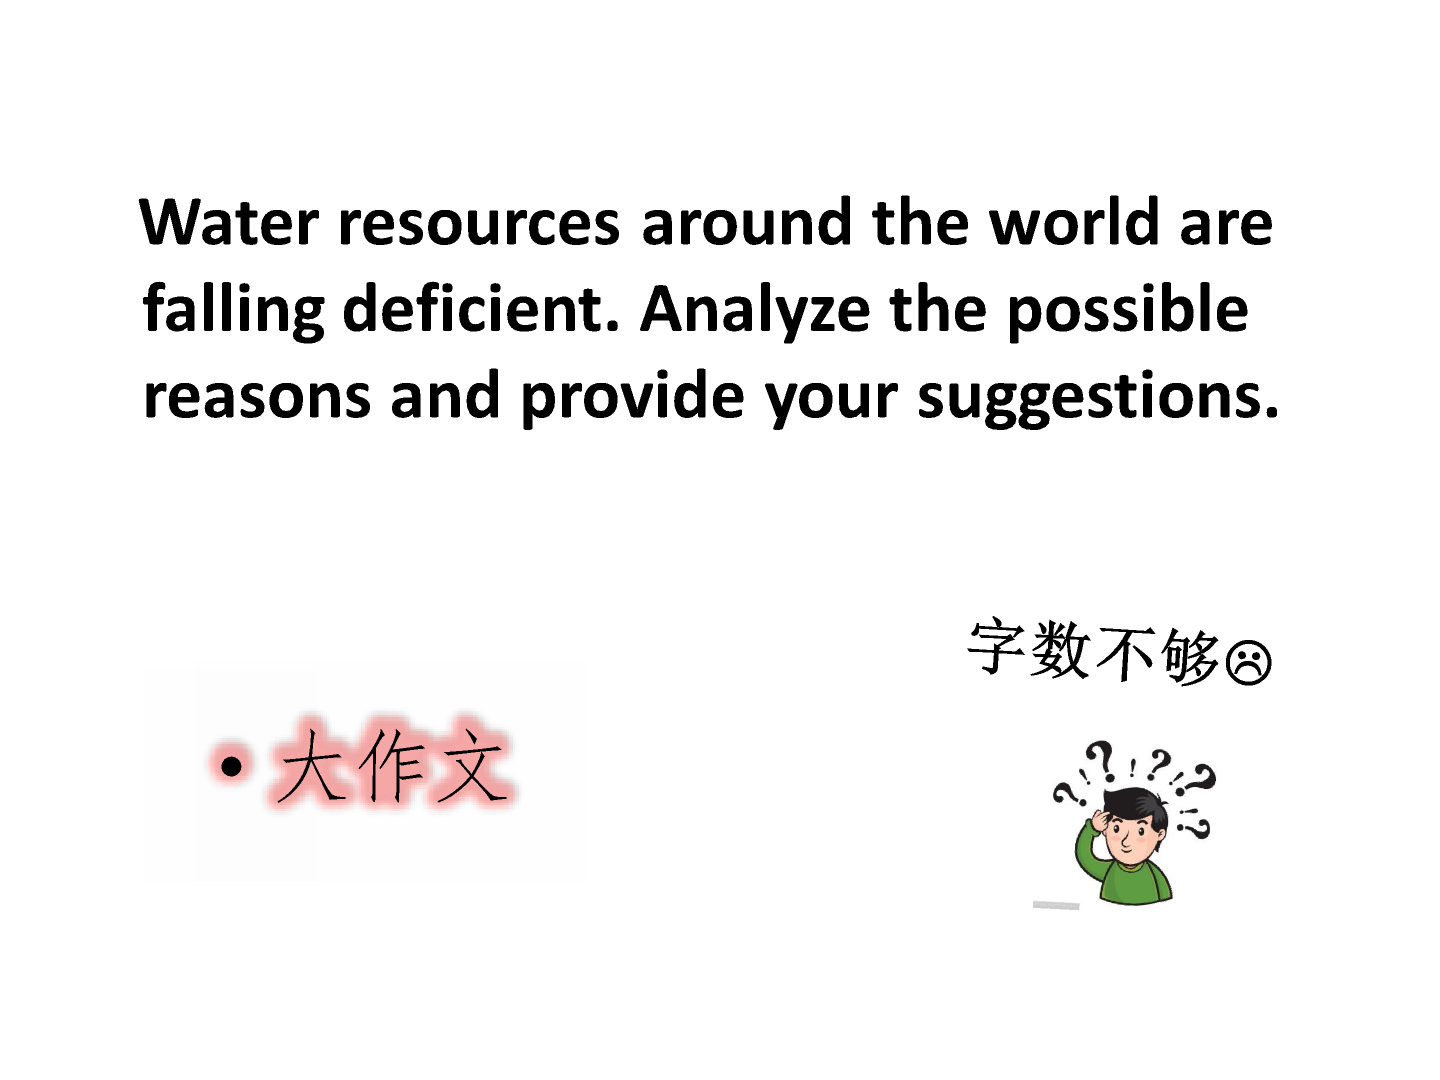 Water resources around the world are
falling deficient. Analyze the possible
reasons and provide your suggestions.
字数不够☹
• 大作文